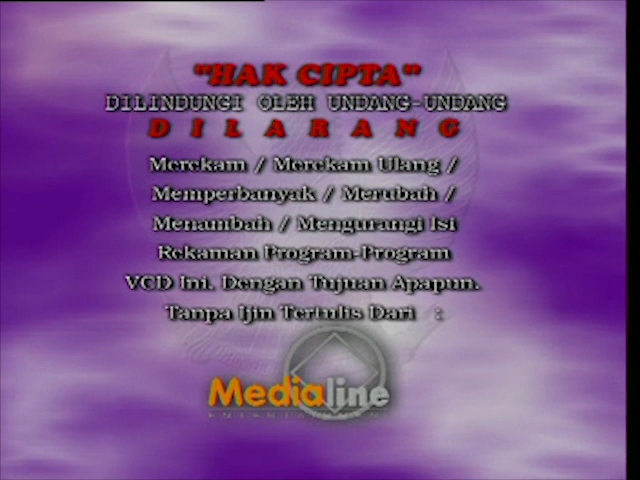 "HAK CIPTA"
DILINDUNGI OLEH UNDANG-UNDANG
D I L A R A N G
Merekam / Merekam Ulang /
Memperbanyak / Merubah /
Menambah / Mengurangi Isi
Rekaman Program-Program
VCD Ini. Dengan Tujuan Apapun.
Tanpa Ijin Tertulis Dari :
Medialine
ENTERTAINMENT